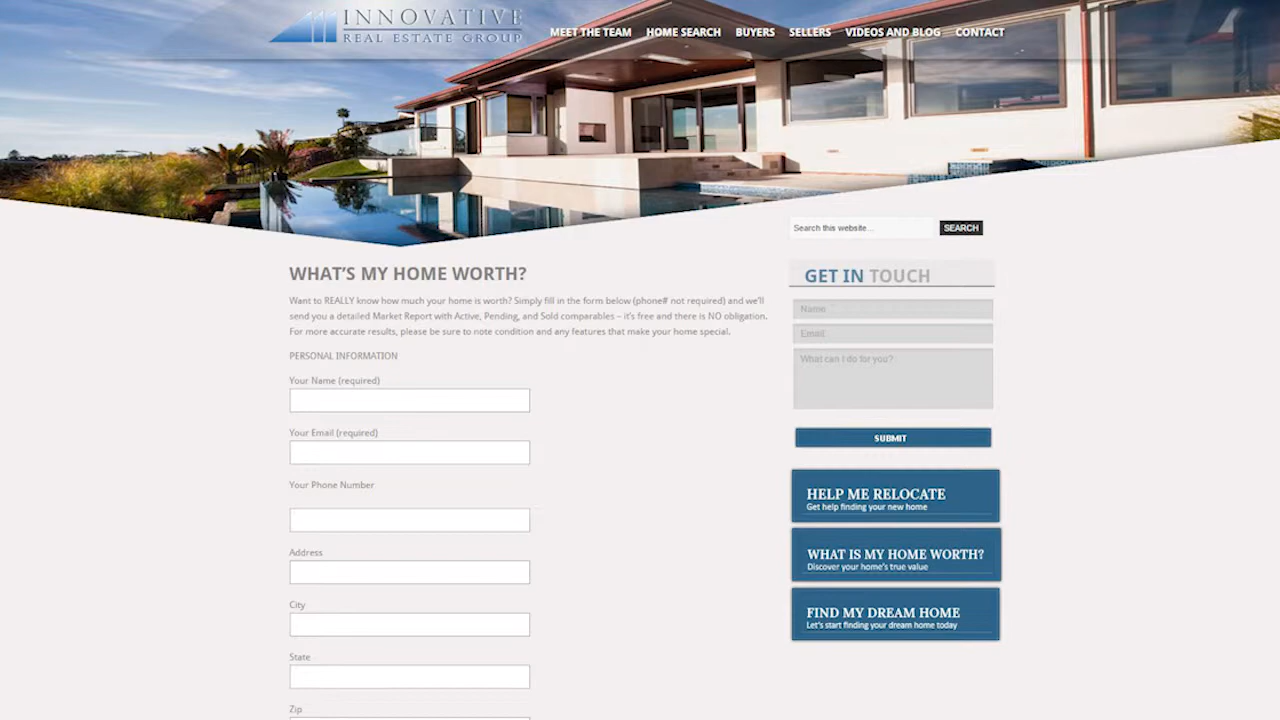 INNOVATIVE
REAL ESTATE GROUP
MEET THE TEAM HOME SEARCH BUYERS SELLERS VIDEOS AND BLOG CONTACT
Search this website... SEARCH
WHAT'S MY HOME WORTH?
Want to REALLY know how much your home is worth? Simply fill in the form below (phone# not required) and we'll
send you a detailed Market Report with Active, Pending, and Sold comparables – it's free and there is NO obligation.
For more accurate results, please be sure to note condition and any features that make your home special.
PERSONAL INFORMATION
Your Name (required)
Your Email (required)
Your Phone Number
Address
City
State
Zip
GET IN TOUCH
Name
Email
What can I do for you?
SUBMIT
HELP ME RELOCATE
Get help finding your new home
WHAT IS MY HOME WORTH?
Discover your home's true value
FIND MY DREAM HOME
Let's start finding your dream home today